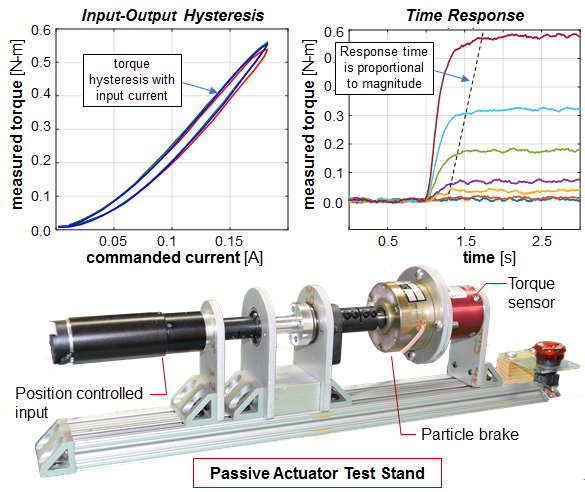 Input-Output Hysteresis
measured torque [N-m]
0.6
0.5
0.4
0.3
0.2
0.1
0.0
torque
hysteresis with
input current
0.05
0.10
0.15
commanded current [A]
Time Response
measured torque [N-m]
0.6
0.5
0.4
0.3
0.2
0.1
0.0
Response time
is proportional
to magnitude
0.5
1.5
2.5
time [s]
Torque
sensor
Position controlled
input
Particle brake
Passive Actuator Test Stand